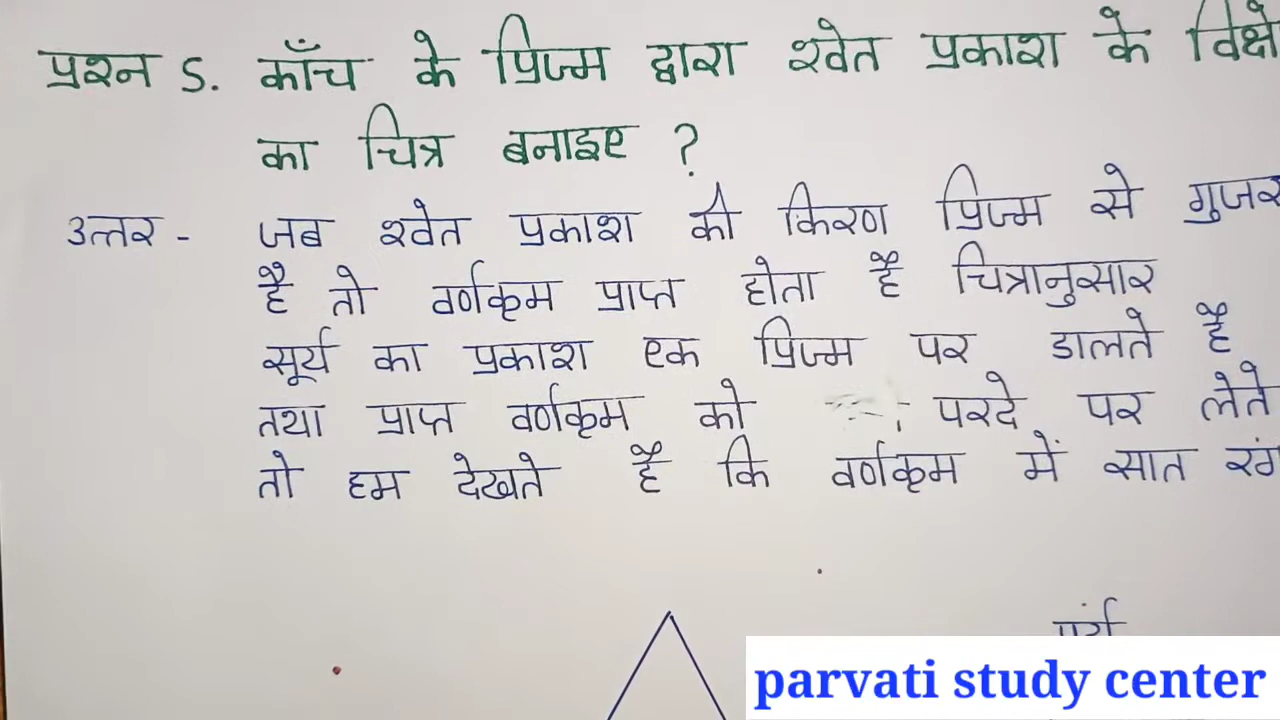 प्रश्न 5. काँच के प्रिज्म द्वारा श्वेत प्रकाश के विक्षे
का चित्र बनाइए ?
उत्तर - जब श्वेत प्रकाश की किरण प्रिज्म से गुजर
है तो वर्णक्रम प्राप्त होता है चित्रानुसार
सूर्य का प्रकाश एक प्रिज्म पर डालते है
तथा प्राप्त वर्णक्रम को परदे पर लेते
तो हम देखते है कि वर्णक्रम में सात रंग
parvati study center